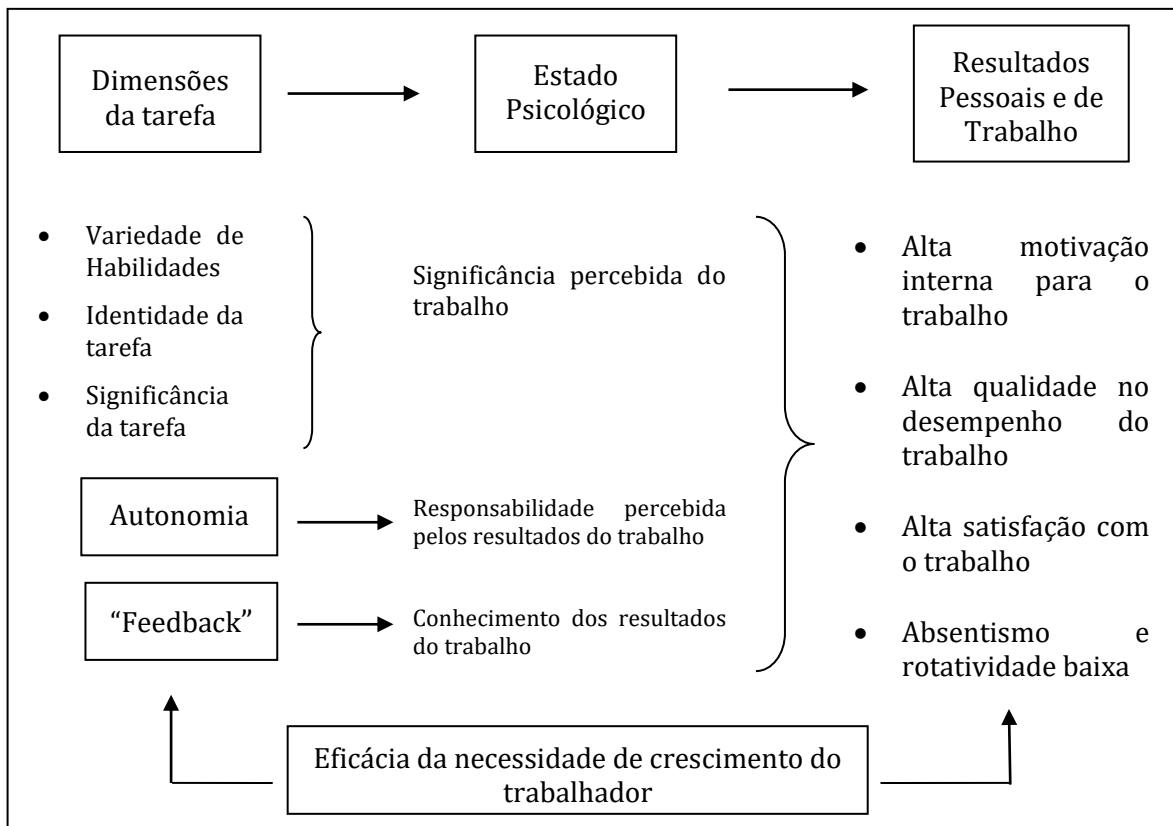 Dimensões
da tarefa
Estado
Psicológico
Resultados
Pessoais e de
Trabalho
• Variedade de
Habilidades
• Identidade da
tarefa
• Significância
da tarefa
Significância percebida do
trabalho
Autonomia
Responsabilidade percebida
pelos resultados do trabalho
“Feedback”
Conhecimento dos resultados
do trabalho
• Alta motivação
interna para o
trabalho
• Alta qualidade no
desempenho do
trabalho
• Alta satisfação com
o trabalho
• Absentismo e
rotatividade baixa
Eficácia da necessidade de crescimento do
trabalhador